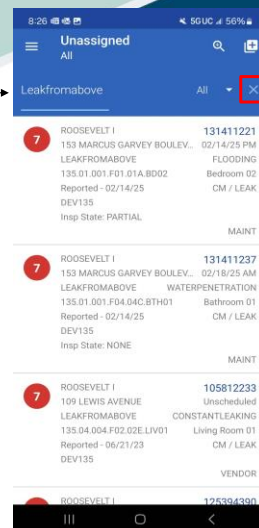 8:26 5G UC 56%
Unassigned
All
Leakfromabove All
7 ROOSEVELT I 131411221
153 MARCUS GARVEY BOULEV... 02/14/25 PM
LEAKFROMABOVE FLOODING
135.01.001.F01.01A.BD02 Bedroom 02
Reported - 02/14/25 CM / LEAK
DEV135
Insp State: PARTIAL
MAINT
7 ROOSEVELT I 131411237
153 MARCUS GARVEY BOULEV... 02/18/25 AM
LEAKFROMABOVE WATERPENETRATION
135.01.001.F04.04C.BTH01 Bathroom 01
Reported - 02/14/25 CM / LEAK
DEV135
Insp State: NONE
MAINT
7 ROOSEVELT I 105812233
109 LEWIS AVENUE Unscheduled
LEAKFROMABOVE CONSTANTLEAKING
135.04.004.F02.02E.LIV01 Living Room 01
Reported - 06/21/23 CM / LEAK
DEV135
VENDOR
ROOSEVELT I 125394390